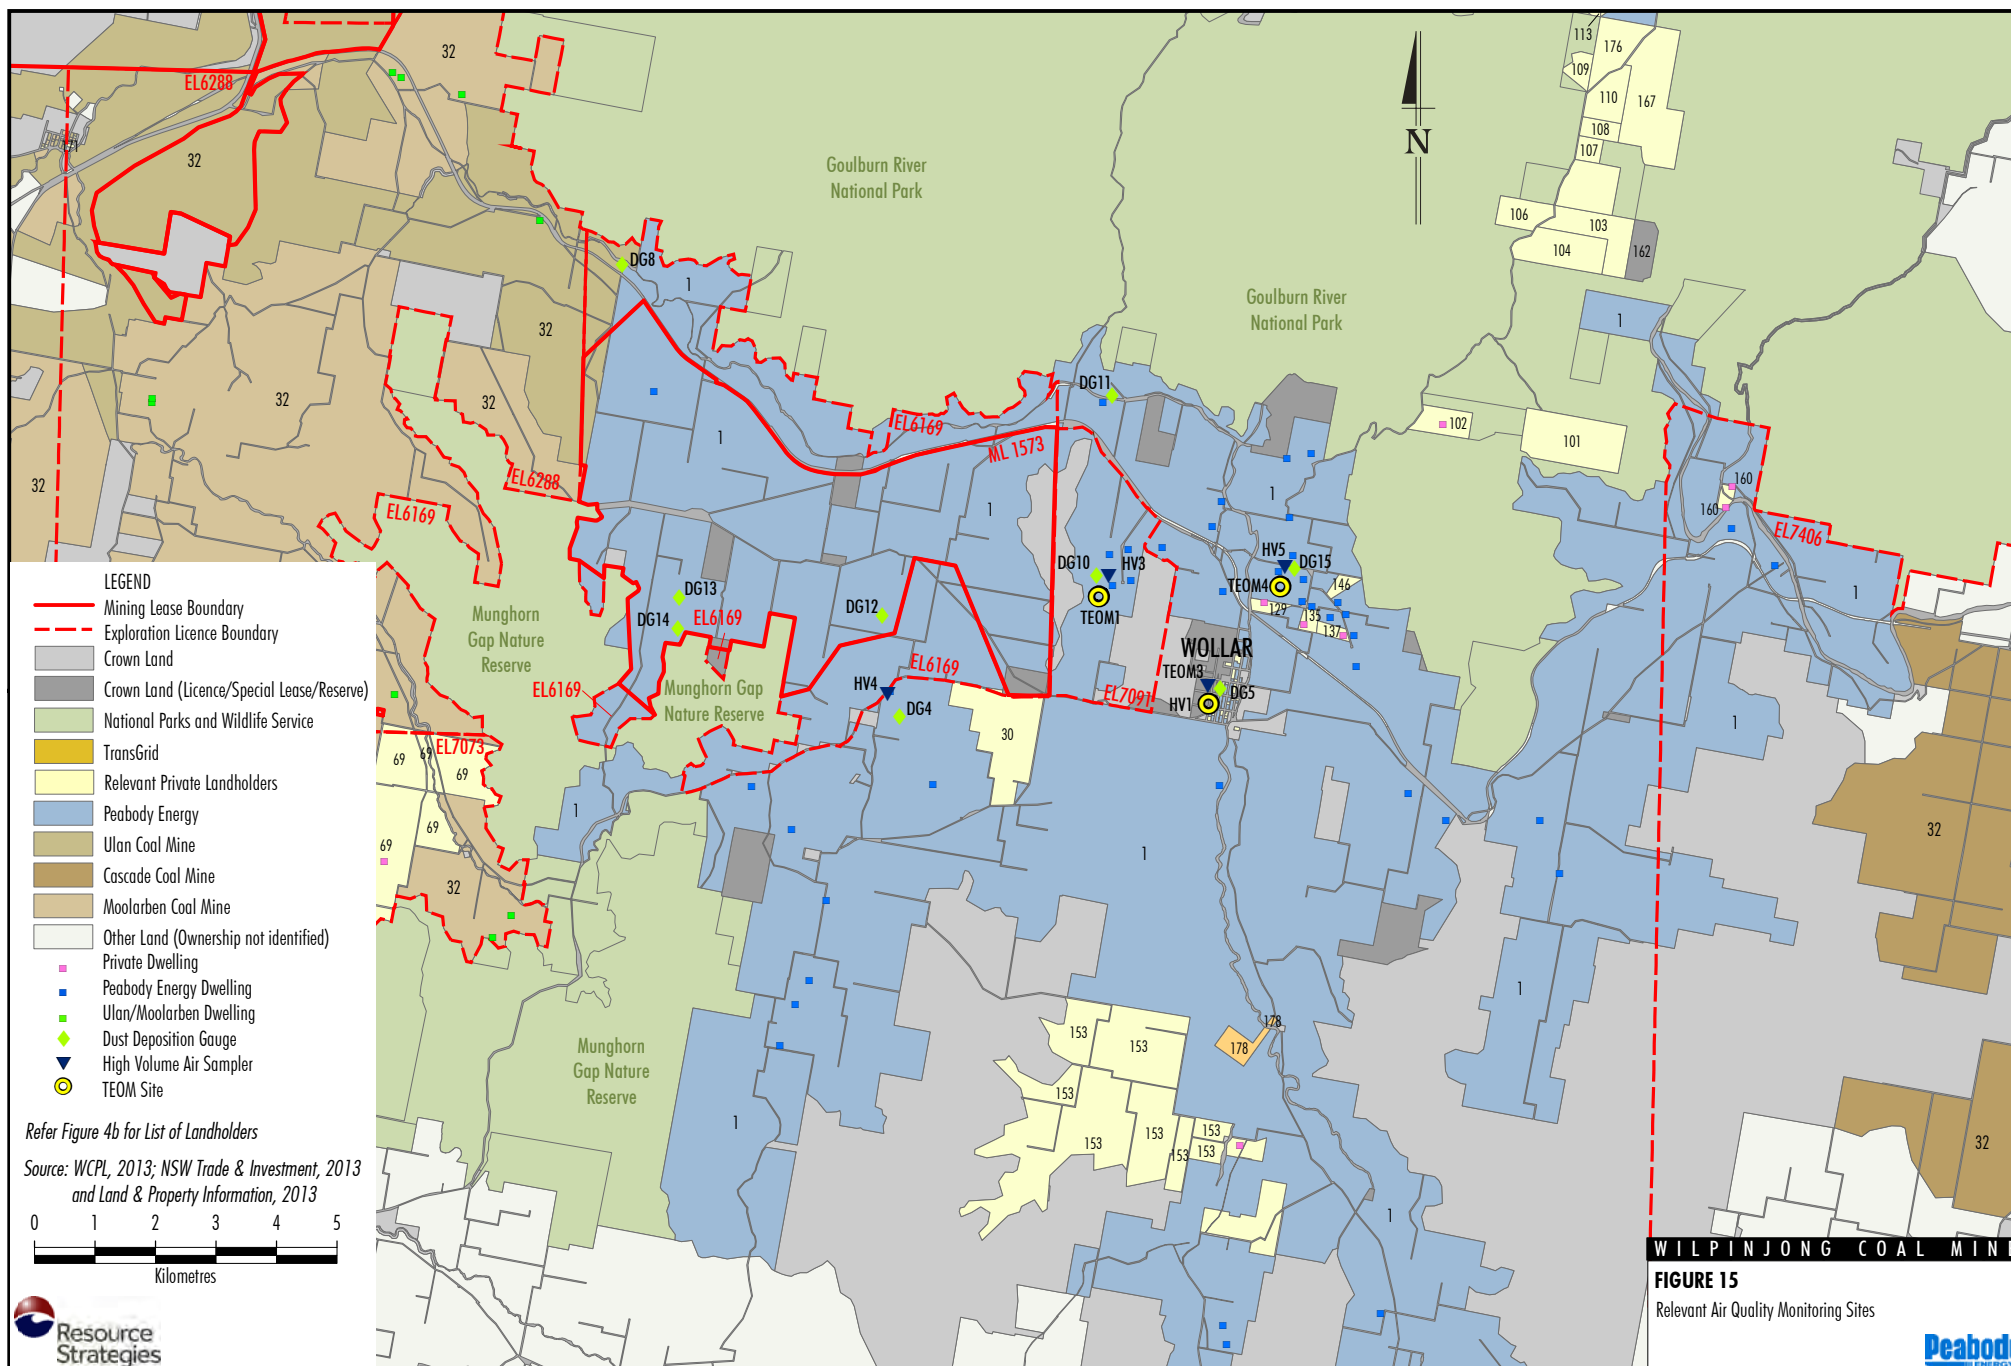 113
176
109
110
167
108
107
106
103
104
162
32
EL6288
32
N
Goulburn River
National Park
DG8
1
Goulburn River
National Park
1
32
32
32
1
EL6169
ML 1573
DG11
102
101
EL6288
32
EL6169
1
1
160
160
EL7406
1
DG10
HV3
TEOM1
HV5
DG15
TEOM4
146
129
135
137
DG13
DG14
EL6169
DG12
Munghorn
Gap Nature
Reserve
EL6169
Munghorn Gap
Nature Reserve
HV4
DG4
EL6169
EL7091
WOLLAR
TEOM3
DG5
HV1
1
30
EL7073
69
69
69
69
69
32
1
1
32
1
Munghorn
Gap Nature
Reserve
1
153
153
153
153
153
153
153
153
178
178
1
32
LEGEND
Mining Lease Boundary
Exploration Licence Boundary
Crown Land
Crown Land (Licence/Special Lease/Reserve)
National Parks and Wildlife Service
TransGrid
Relevant Private Landholders
Peabody Energy
Ulan Coal Mine
Cascade Coal Mine
Moolarben Coal Mine
Other Land (Ownership not identified)
Private Dwelling
Peabody Energy Dwelling
Ulan/Moolarben Dwelling
Dust Deposition Gauge
High Volume Air Sampler
TEOM Site
Refer Figure 4b for List of Landholders
Source: WCPL, 2013; NSW Trade & Investment, 2013
and Land & Property Information, 2013
0 1 2 3 4 5
Kilometres
Resource
Strategies
WILPINJONG COAL MINE
FIGURE 15
Relevant Air Quality Monitoring Sites
Peabod